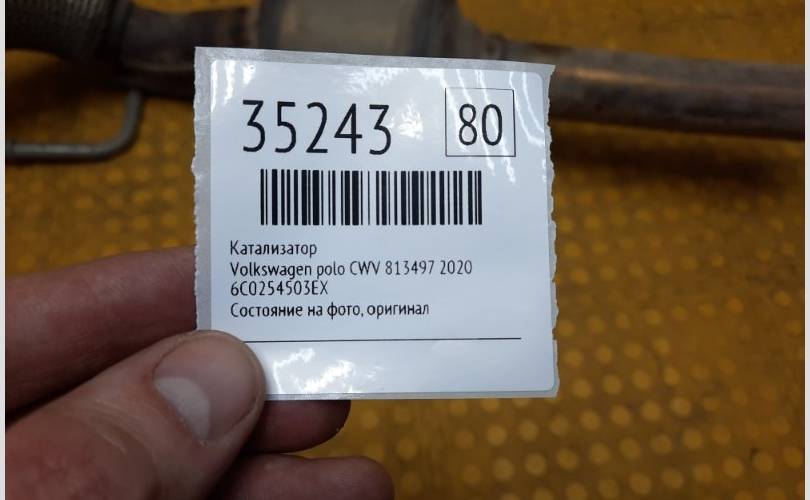 35243 80
Катализатор
Volkswagen polo CWV 813497 2020
6C0254503EX
Состояние на фото, оригинал